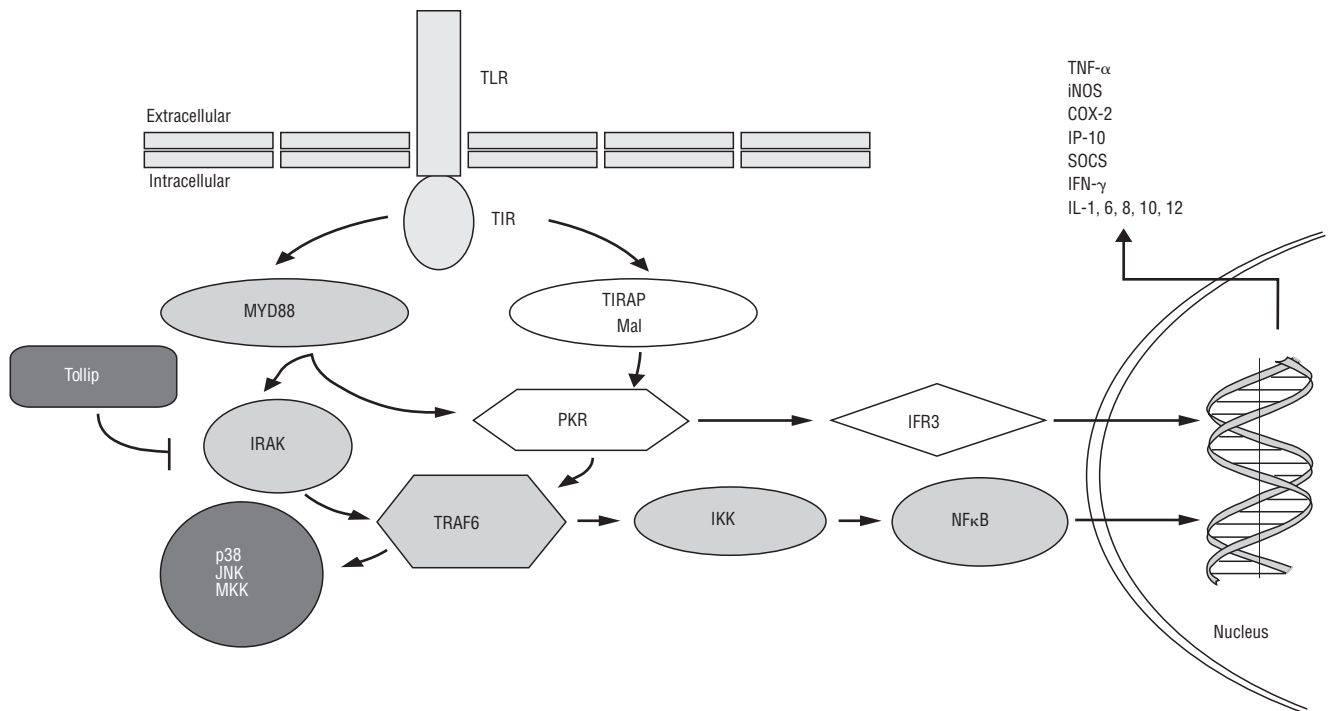 TLR
Extracellular
Intracellular
TIR
TNF-α
iNOS
COX-2
IP-10
SOCS
IFN-γ
IL-1, 6, 8, 10, 12
MYD88
TIRAP
Mal
Tollip
IRAK
PKR
IFR3
TRAF6
IKK
NFκB
p38
JNK
MKK
Nucleus